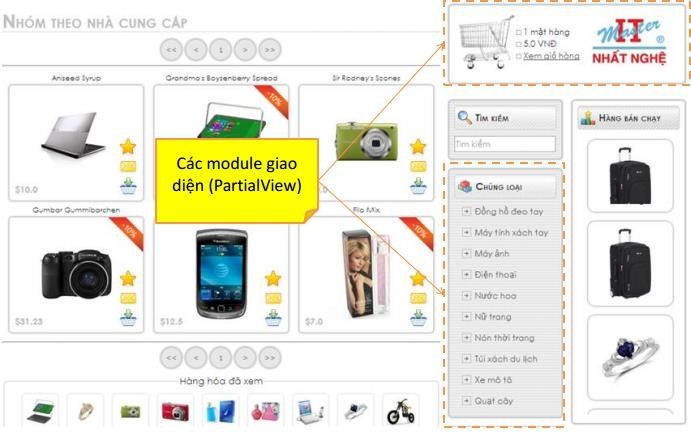 NHÓM THEO NHÀ CUNG CẤP
<< < 1 > >>
Aniseed Syrup
Grandma's Boysenberry Spread
Sir Rodney's Scones
-10%
$10.0
Các module giao
diện (PartialView)
Gumbär Gummibärchen
Flo Mix
-10%
-10%
$31.23
$12.5
$7.0
<< < 1 > >>
Hàng hóa đã xem
1 mặt hàng
5.0 VNĐ
Xem giỏ hàng
IT
Master
®
NHẤT NGHỆ
TÌM KIẾM
Tìm kiếm
CHỦNG LOẠI
Đồng hồ đeo tay
Máy tính xách tay
Máy ảnh
Điện thoại
Nước hoa
Nữ trang
Nón thời trang
Túi xách du lịch
Xe mô tô
Quạt cây
HÀNG BÁN CHẠY